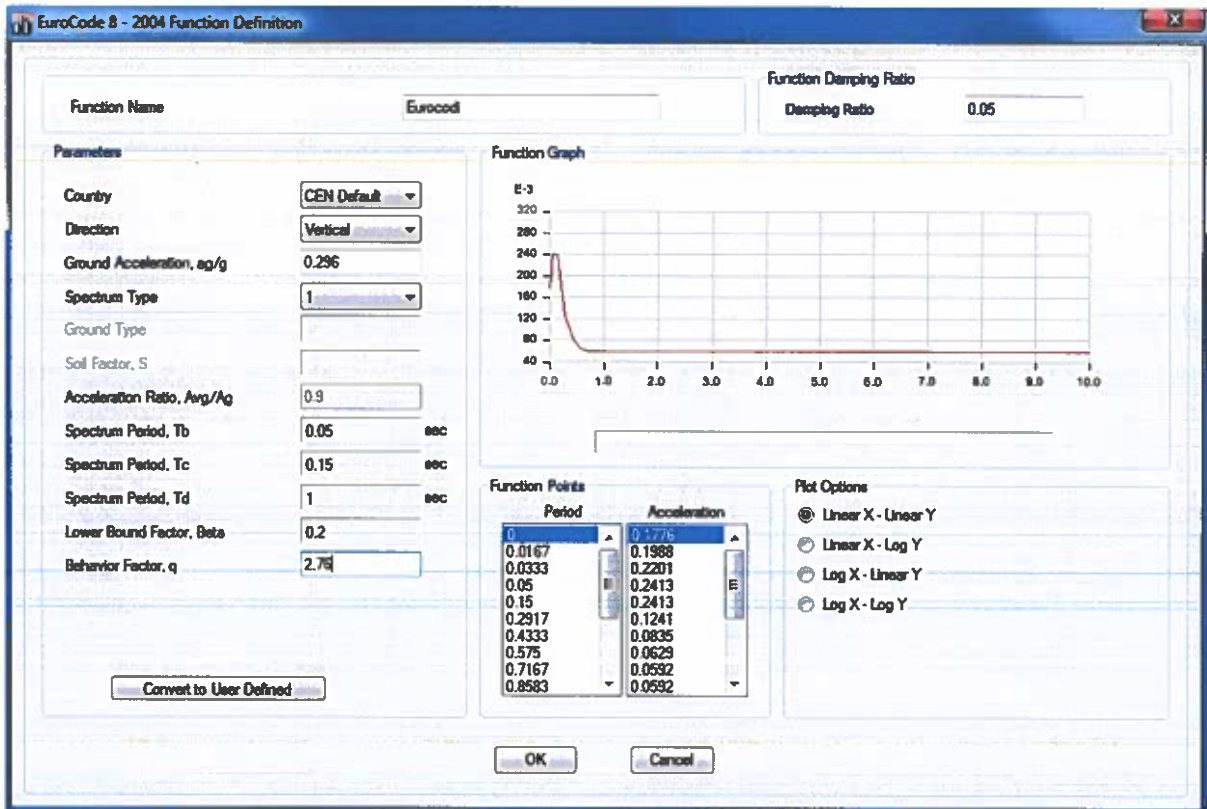 EuroCode 8 - 2004 Function Definition
Function Name Eurocod
Function Damping Ratio
Damping Ratio 0.05
Parameters
Country CEN Default
Direction Vertical
Ground Acceleration, ag/g 0.296
Spectrum Type 1
Ground Type
Soil Factor, S
Acceleration Ratio, Avg/Ag 0.9
Spectrum Period, Tb 0.05 sec
Spectrum Period, Tc 0.15 sec
Spectrum Period, Td 1 sec
Lower Bound Factor, Beta 0.2
Behavior Factor, q 2.76
Convert to User Defined
Function Graph
E-3
320
280
240
200
160
120
80
40
0.0 1.0 2.0 3.0 4.0 5.0 6.0 7.0 8.0 9.0 10.0
Function Points
Period Acceleration
0 0.1776
0.0167 0.1988
0.0333 0.2201
0.05 0.2413
0.15 0.2413
0.2917 0.1241
0.4333 0.0835
0.575 0.0629
0.7167 0.0592
0.8583 0.0592
Plot Options
Linear X - Linear Y
Linear X - Log Y
Log X - Linear Y
Log X - Log Y
OK Cancel